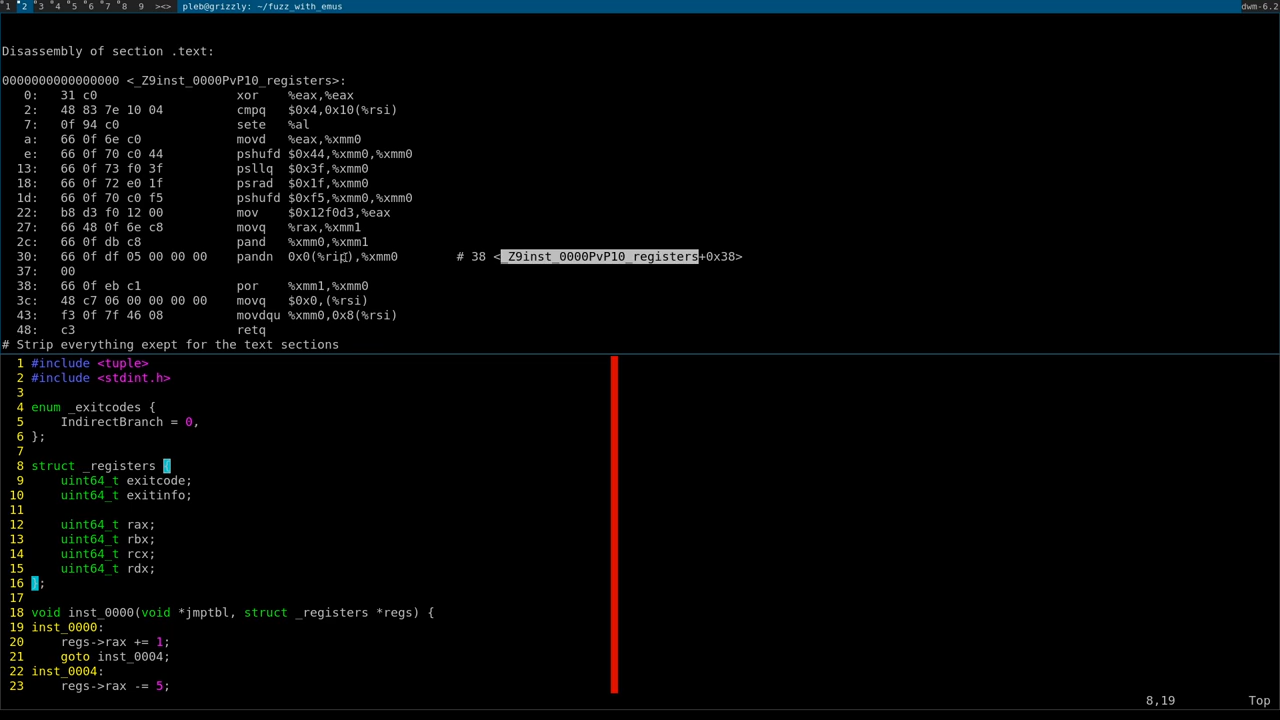 1 2 3 4 5 6 7 8 9 ><> pleb@grizzly: ~/fuzz_with_emus dwm-6.2
Disassembly of section .text:
0000000000000000 <_Z9inst_0000PvP10_registers>:
0: 31 c0 xor %eax,%eax
2: 48 83 7e 10 04 cmpq $0x4,0x10(%rsi)
7: 0f 94 c0 sete %al
a: 66 0f 6e c0 movd %eax,%xmm0
e: 66 0f 70 c0 44 pshufd $0x44,%xmm0,%xmm0
13: 66 0f 73 f0 3f psllq $0x3f,%xmm0
18: 66 0f 72 e0 1f psrad $0x1f,%xmm0
1d: 66 0f 70 c0 f5 pshufd $0xf5,%xmm0,%xmm0
22: b8 d3 f0 12 00 mov $0x12f0d3,%eax
27: 66 48 0f 6e c8 movq %rax,%xmm1
2c: 66 0f db c8 pand %xmm0,%xmm1
30: 66 0f df 05 00 00 00 pandn 0x0(%rip),%xmm0 # 38 <_Z9inst_0000PvP10_registers+0x38>
37: 00
38: 66 0f eb c1 por %xmm1,%xmm0
3c: 48 c7 06 00 00 00 00 movq $0x0,(%rsi)
43: f3 0f 7f 46 08 movdqu %xmm0,0x8(%rsi)
48: c3 retq
# Strip everything exept for the text sections
1 #include <tuple>
2 #include <stdint.h>
3
4 enum _exitcodes {
5 IndirectBranch = 0,
6 };
7
8 struct _registers {
9 uint64_t exitcode;
10 uint64_t exitinfo;
11
12 uint64_t rax;
13 uint64_t rbx;
14 uint64_t rcx;
15 uint64_t rdx;
16 };
17
18 void inst_0000(void *jmptbl, struct _registers *regs) {
19 inst_0000:
20 regs->rax += 1;
21 goto inst_0004;
22 inst_0004:
23 regs->rax -= 5;
8,19 Top